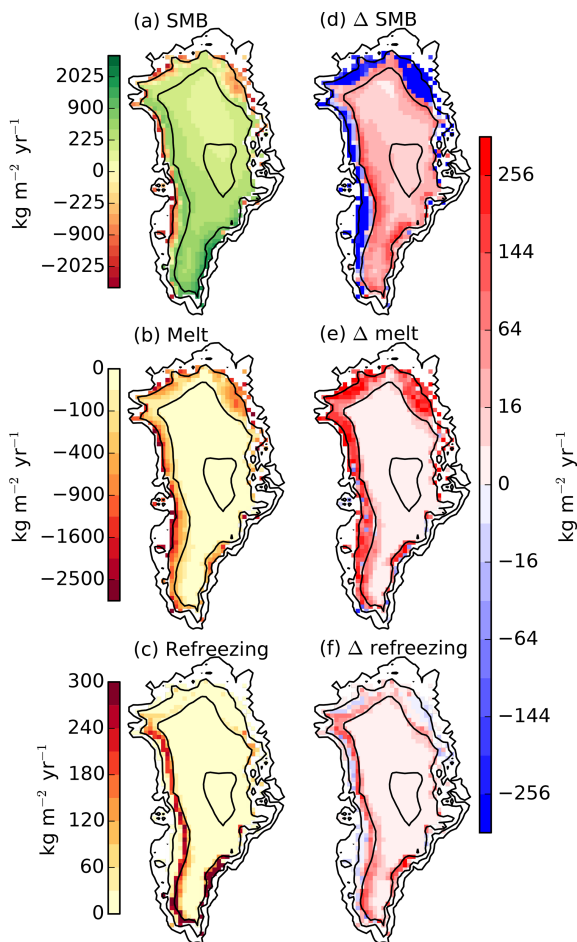 (a) SMB
(d) Δ SMB
2025
900
225
0
−225
−900
−2025
kg m⁻² yr⁻¹
(b) Melt
(e) Δ melt
0
−100
−400
−900
−1600
−2500
kg m⁻² yr⁻¹
(c) Refreezing
(f) Δ refreezing
300
240
180
120
60
0
kg m⁻² yr⁻¹
256
144
64
16
0
−16
−64
−144
−256
kg m⁻² yr⁻¹